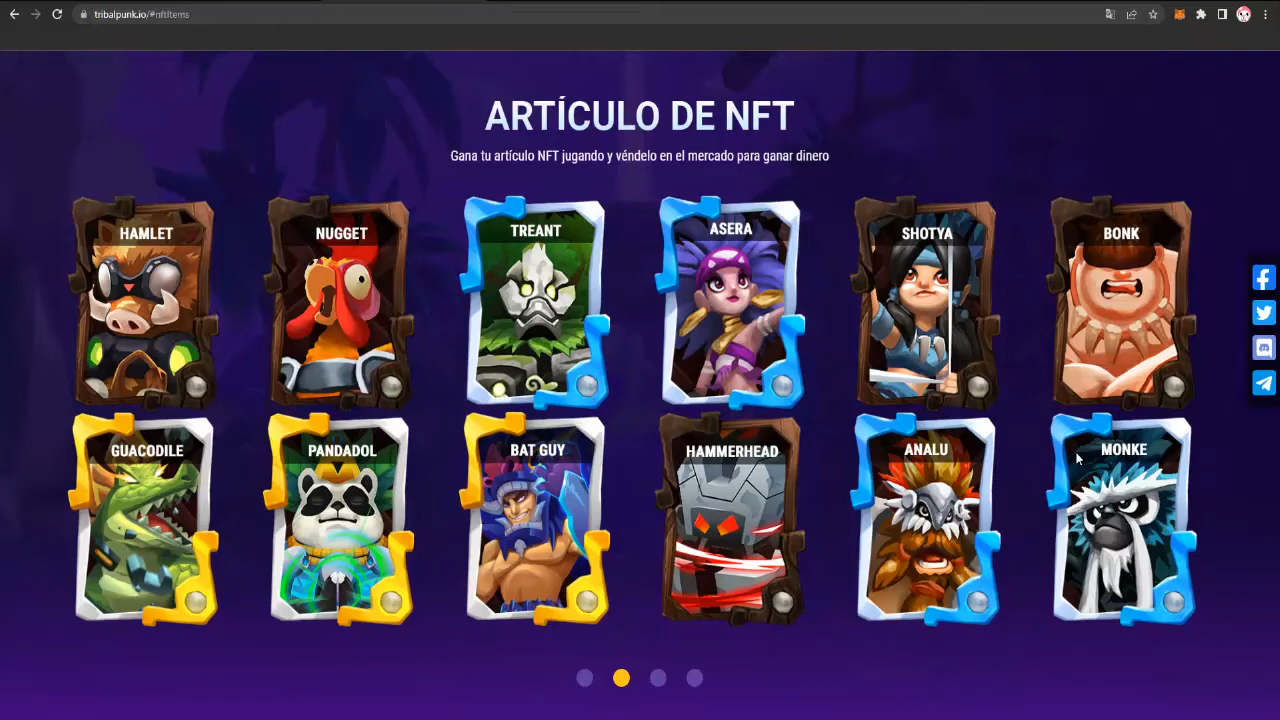 tribalpunk.io/#nftItems
ARTÍCULO DE NFT
Gana tu artículo NFT jugando y véndelo en el mercado para ganar dinero
HAMLET
NUGGET
TREANT
ASERA
SHOTYA
BONK
GUACODILE
PANDADOL
BAT GUY
HAMMERHEAD
ANALU
MONKE